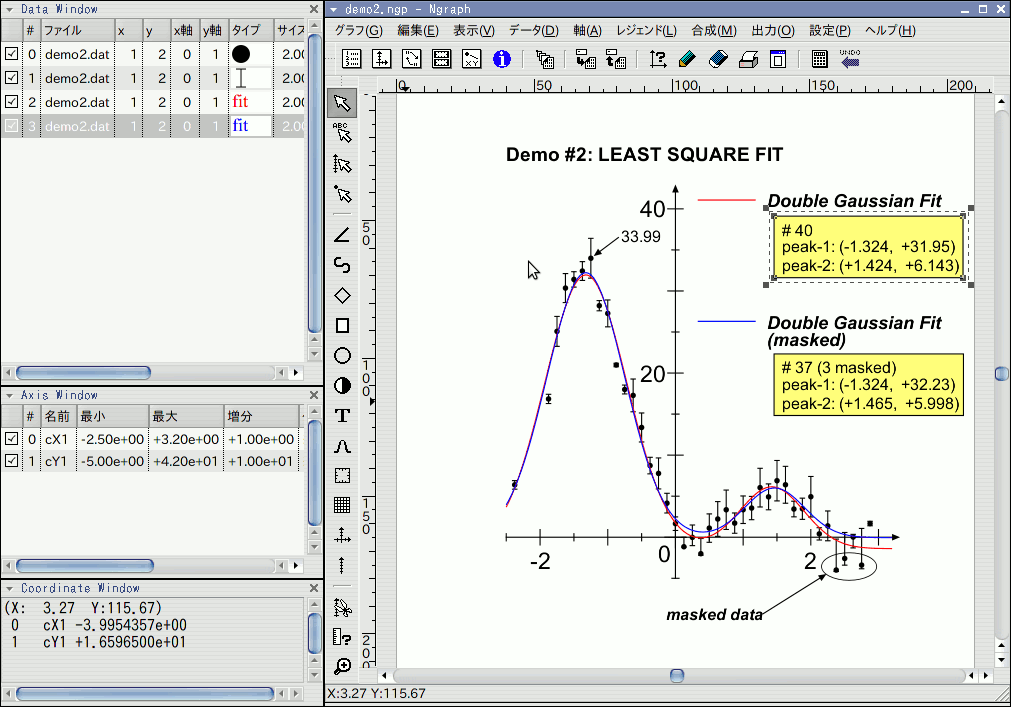 Data Window
# ファイル x y x軸 y軸 タイプ サイズ
0 demo2.dat 1 2 0 1 2.00
1 demo2.dat 1 2 0 1 2.00
2 demo2.dat 1 2 0 1 fit 2.00
3 demo2.dat 1 2 0 1 fit 2.00
Axis Window
# 名前 最小 最大 増分
0 cX1 -2.50e+00 +3.20e+00 +1.00e+00
1 cY1 -5.00e+00 +4.20e+01 +1.00e+01
Coordinate Window
(X: 3.27 Y:115.67)
0 cX1 -3.9954357e+00
1 cY1 +1.6596500e+01
demo2.ngp - Ngraph
グラフ(G) 編集(E) 表示(V) データ(D) 軸(A) レジェンド(L) 合成(M) 出力(O) 設定(P) ヘルプ(H)
UNDO
ABC
T
0 50 100 150 200
50
100
150
200
Demo #2: LEAST SQUARE FIT
40
20
0
-2
2
33.99
Double Gaussian Fit
# 40
peak-1: (-1.324, +31.95)
peak-2: (+1.424, +6.143)
Double Gaussian Fit
(masked)
# 37 (3 masked)
peak-1: (-1.324, +32.23)
peak-2: (+1.465, +5.998)
masked data
X:3.27 Y:115.67